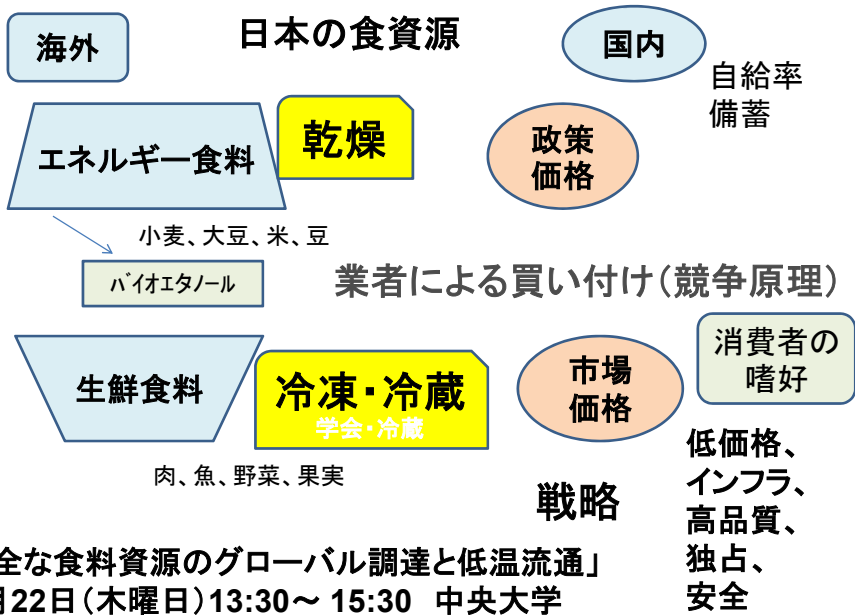 日本の食資源
海外
国内
自給率
備蓄
エネルギー食料
乾燥
政策
価格
小麦、大豆、米、豆
バイオエタノール
業者による買い付け(競争原理)
消費者の
嗜好
生鮮食料
冷凍・冷蔵
学会・冷蔵
市場
価格
肉、魚、野菜、果実
戦略
低価格、
インフラ、
高品質、
独占、
安全
全な食料資源のグローバル調達と低温流通」
月22日(木曜日)13:30~ 15:30 中央大学